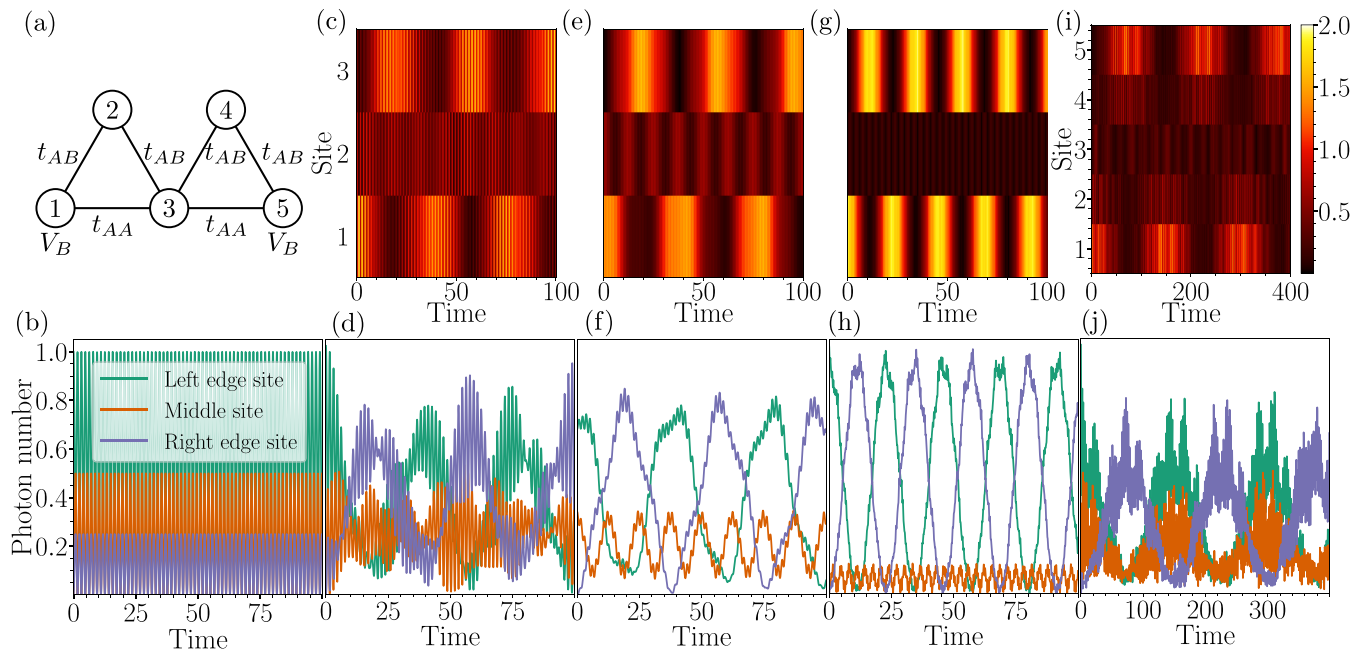 (a)
2
4
t_{AB}
t_{AB}
t_{AB}
t_{AB}
1
3
5
t_{AA}
t_{AA}
V_B
V_B
(c)
Site
3
2
1
0
50
100
Time
(e)
0
50
100
Time
(g)
0
50
100
Time
(i)
Site
5
4
3
2
1
0
200
400
Time
2.0
1.5
1.0
0.5
(b)
Photon number
1.0
0.8
0.6
0.4
0.2
Left edge site
Middle site
Right edge site
0
25
50
75
Time
(d)
0
25
50
75
Time
(f)
0
25
50
75
Time
(h)
0
25
50
75
Time
(j)
0
100
200
300
Time